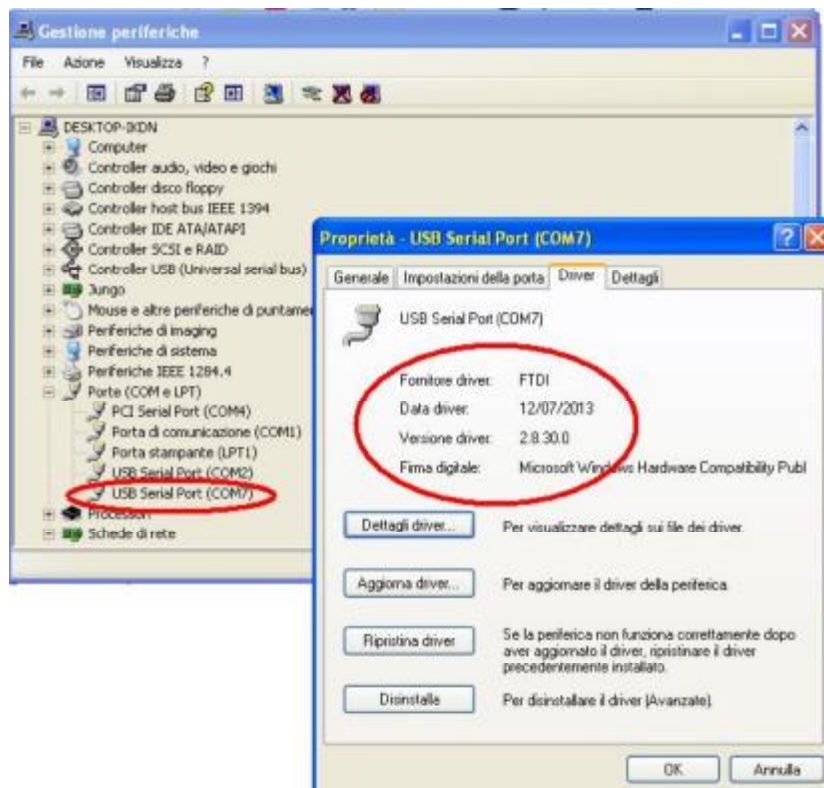 Gestione periferiche
File Azione Visualizza ?
DESKTOP-IKDN
Computer
Controller audio, video e giochi
Controller disco floppy
Controller host bus IEEE 1394
Controller IDE ATA/ATAPI
Controller SCSI e RAID
Controller USB (Universal serial bus)
Jungo
Mouse e altre periferiche di puntame
Periferiche di imaging
Periferiche di sistema
Periferiche IEEE 1284.4
Porte (COM e LPT)
PCI Serial Port (COM4)
Porta di comunicazione (COM1)
Porta stampante (LPT1)
USB Serial Port (COM2)
USB Serial Port (COM7)
Processori
Schede di rete
Proprietà - USB Serial Port (COM7)
Generale Impostazioni della porta Driver Dettagli
USB Serial Port (COM7)
Fornitore driver: FTDI
Data driver: 12/07/2013
Versione driver: 2.8.30.0
Firma digitale: Microsoft Windows Hardware Compatibility Publ
Dettagli driver... Per visualizzare dettagli sui file dei driver.
Aggiorna driver... Per aggiornare il driver della periferica.
Ripristina driver Se la periferica non funziona correttamente dopo
aver aggiornato il driver, ripristinare il driver
precedentemente installato.
Disinstalla Per disinstallare il driver (Avanzate).
OK Annulla